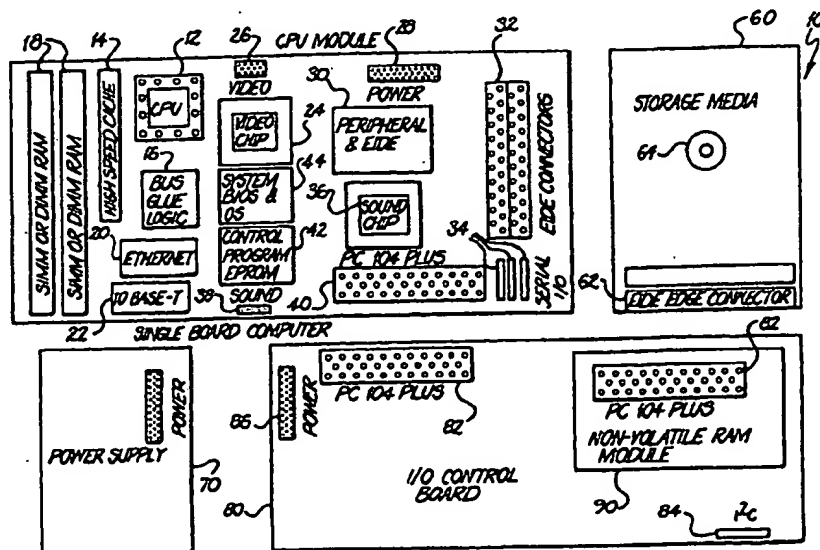 18
14
12
26
CPU MODULE
28
32
60
10
SIMM OR DIMM RAM
SIMM OR DIMM RAM
HIGH SPEED CACHE
CPU
VIDEO
VIDEO CHIP
24
POWER
30
PERIPHERAL & EIDE
EIDE CONNECTORS
STORAGE MEDIA
64
16
BUS GLUE LOGIC
44
SYSTEM BIOS & OS
36
SOUND CHIP
20
ETHERNET
CONTROL PROGRAM EPROM
42
PC 104 PLUS
34
SERIAL I/O
22
10 BASE-T
38
SOUND
40
62
EIDE EDGE CONNECTOR
SINGLE BOARD COMPUTER
POWER SUPPLY
POWER
70
86
POWER
PC 104 PLUS
82
82
PC 104 PLUS
NON-VOLATILE RAM MODULE
80
I/O CONTROL BOARD
90
84
I²C